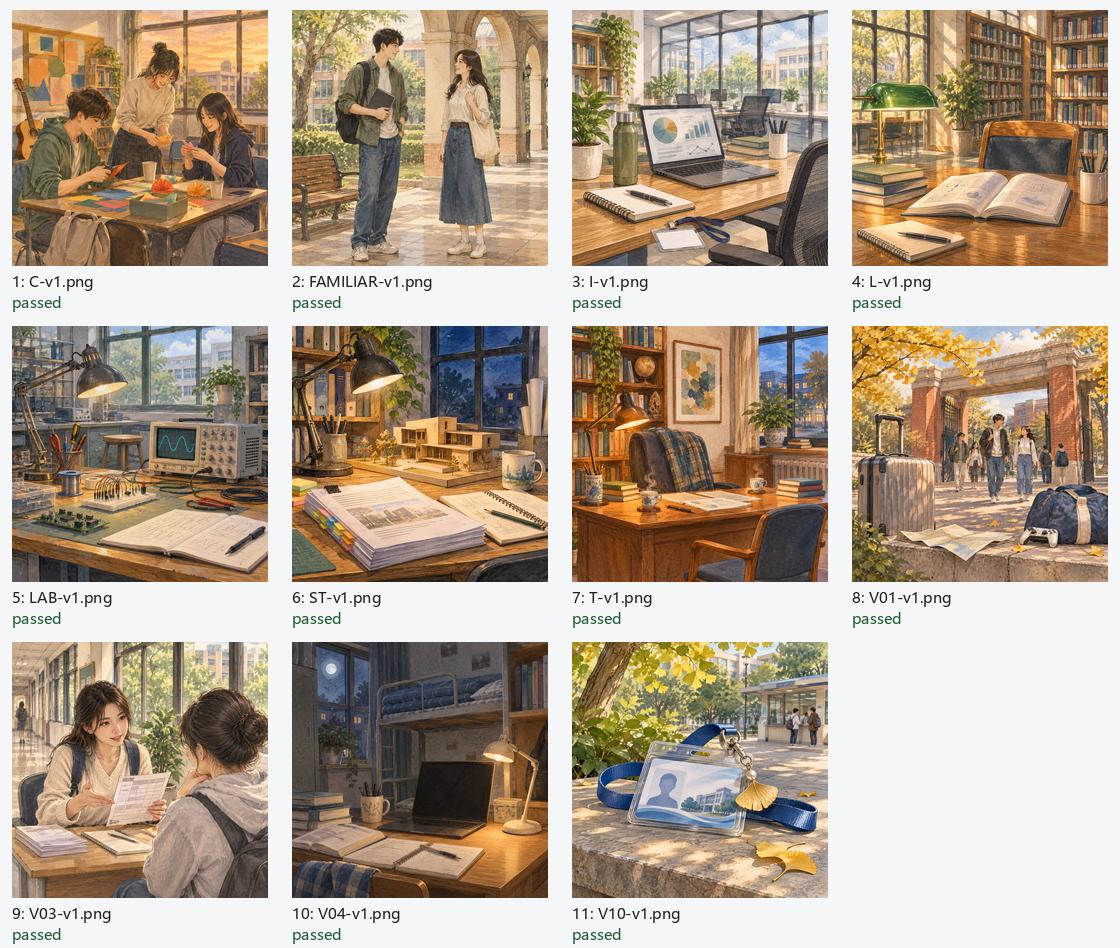 1: C-v1.png
passed
2: FAMILIAR-v1.png
passed
3: I-v1.png
passed
4: L-v1.png
passed
5: LAB-v1.png
passed
6: ST-v1.png
passed
7: T-v1.png
passed
8: V01-v1.png
passed
9: V03-v1.png
passed
10: V04-v1.png
passed
11: V10-v1.png
passed